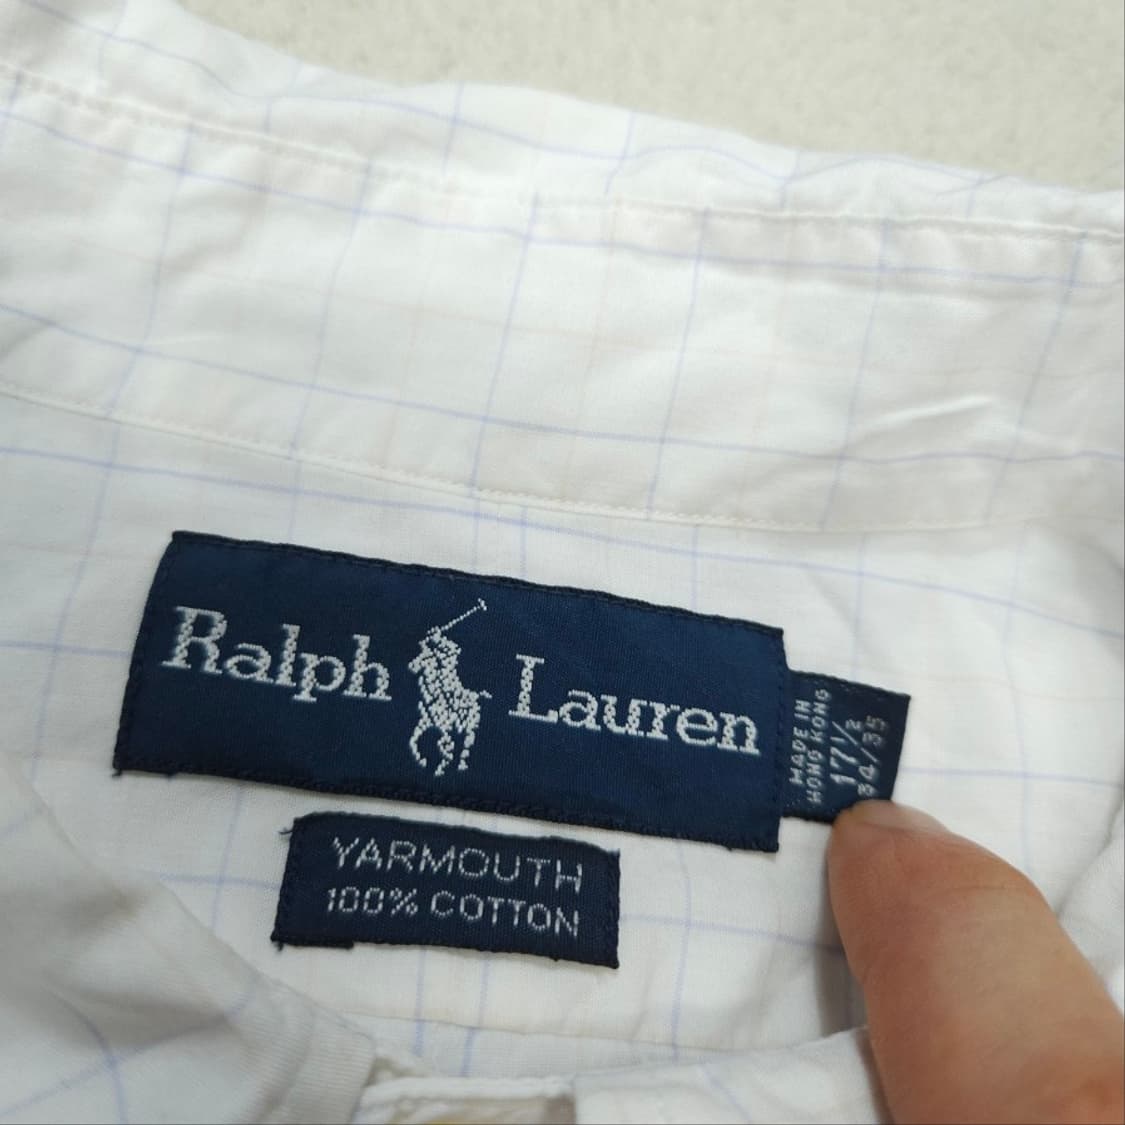 Ralph Lauren
MADE IN
HONG KONG
17½
34/35
YARMOUTH
100% COTTON